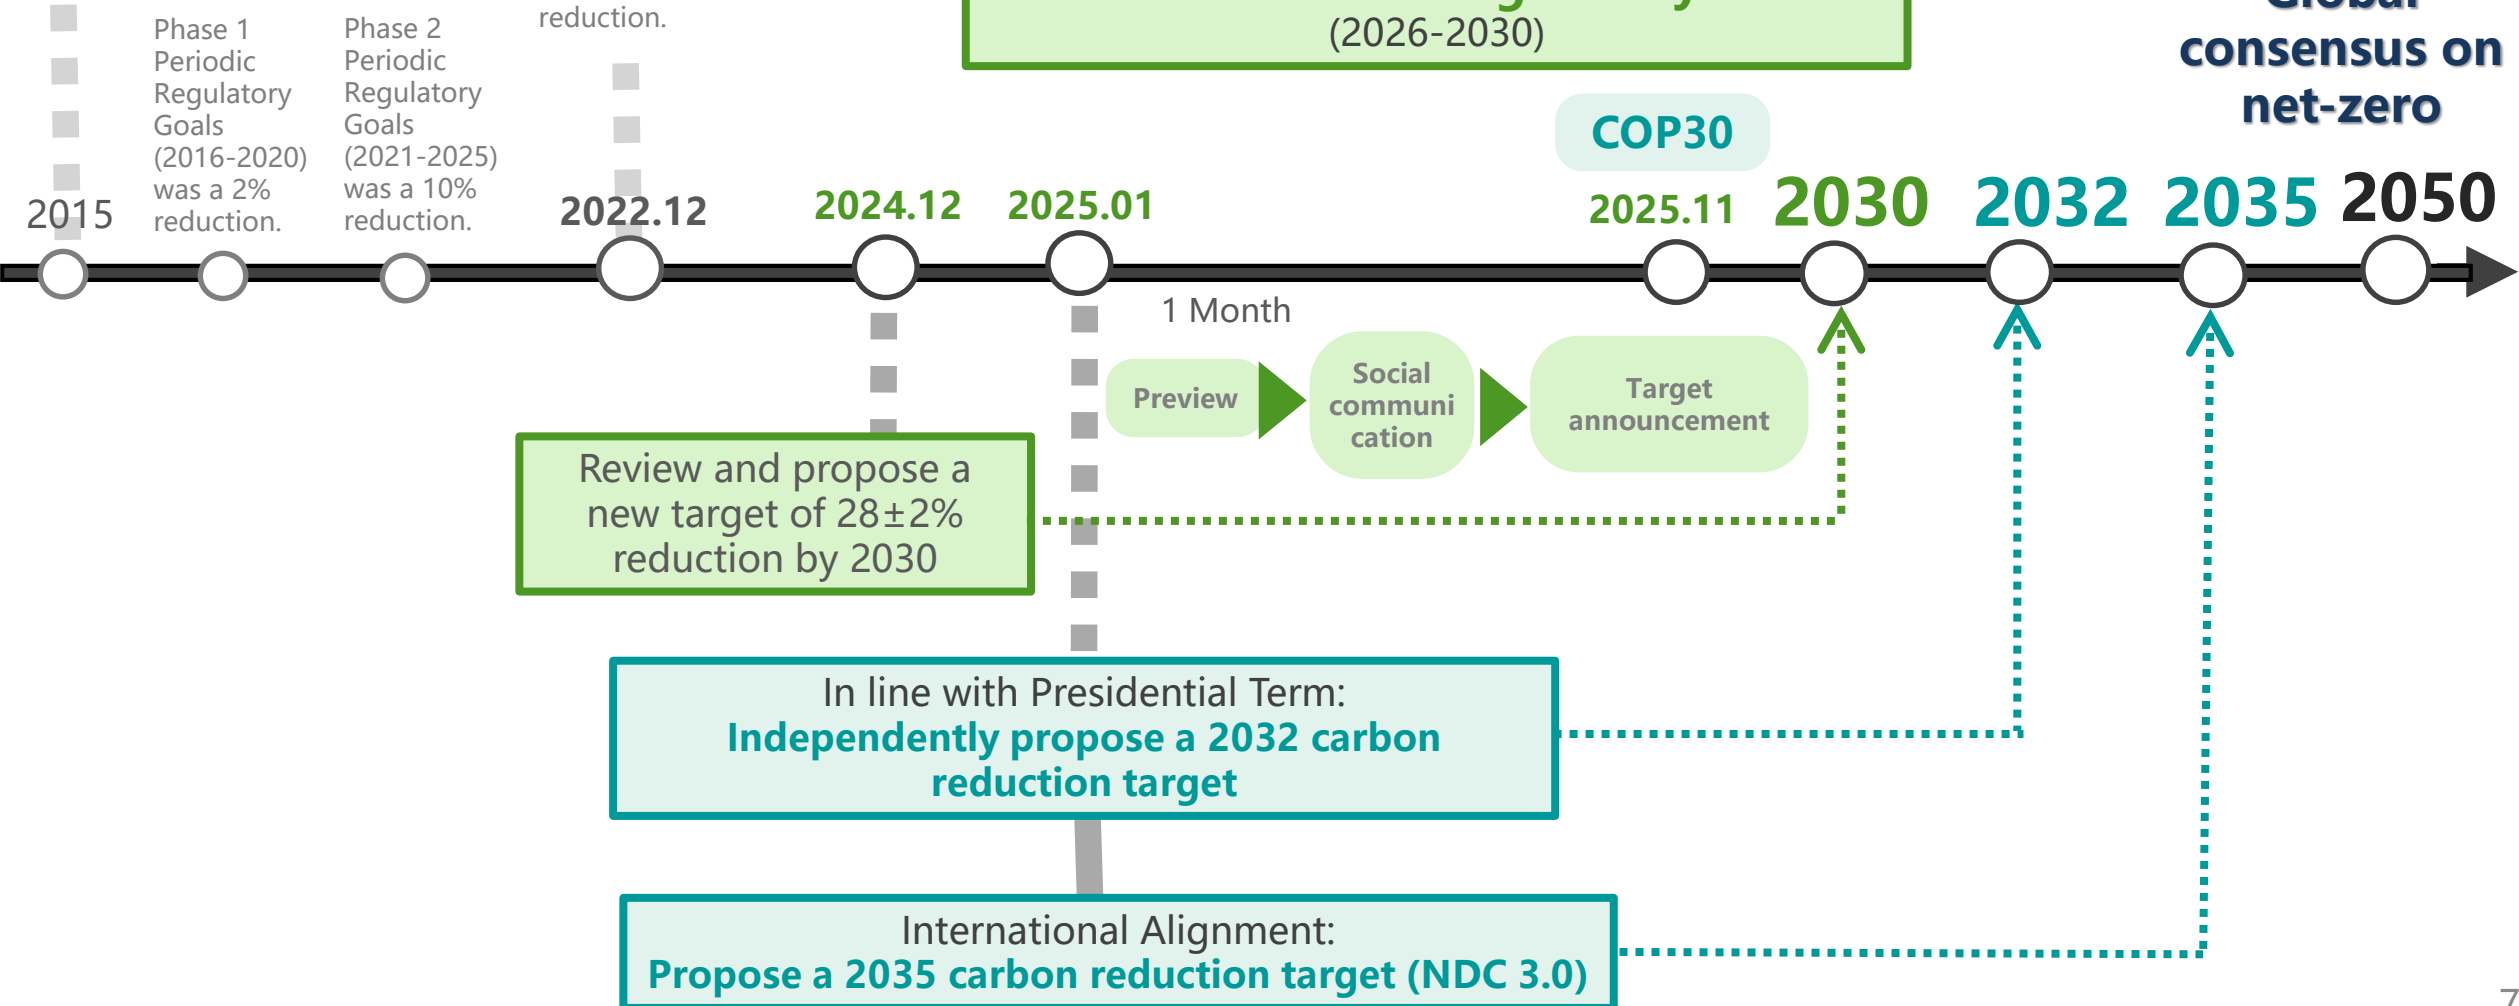 reduction.
(2026-2030)
Global
consensus on
net-zero
Phase 1
Periodic
Regulatory
Goals
(2016-2020)
was a 2%
reduction.
Phase 2
Periodic
Regulatory
Goals
(2021-2025)
was a 10%
reduction.
COP30
2015
2022.12
2024.12
2025.01
2025.11
2030
2032
2035
2050
1 Month
Preview
Social
communi
cation
Target
announcement
Review and propose a
new target of 28±2%
reduction by 2030
In line with Presidential Term:
Independently propose a 2032 carbon
reduction target
International Alignment:
Propose a 2035 carbon reduction target (NDC 3.0)
7